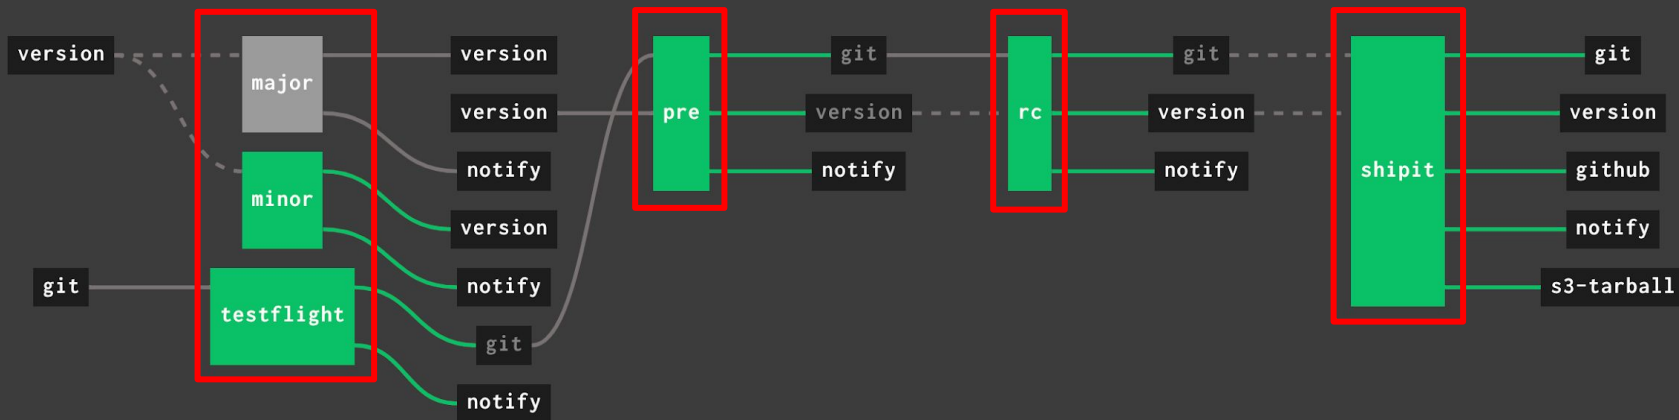 version
major
minor
git
testflight
version
version
notify
version
notify
git
notify
pre
git
version
notify
rc
git
version
notify
shipit
git
version
github
notify
s3-tarball